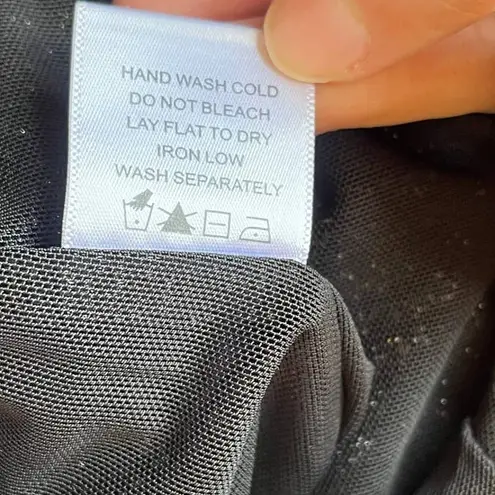 HAND WASH COLD
DO NOT BLEACH
LAY FLAT TO DRY
IRON LOW
WASH SEPARATELY